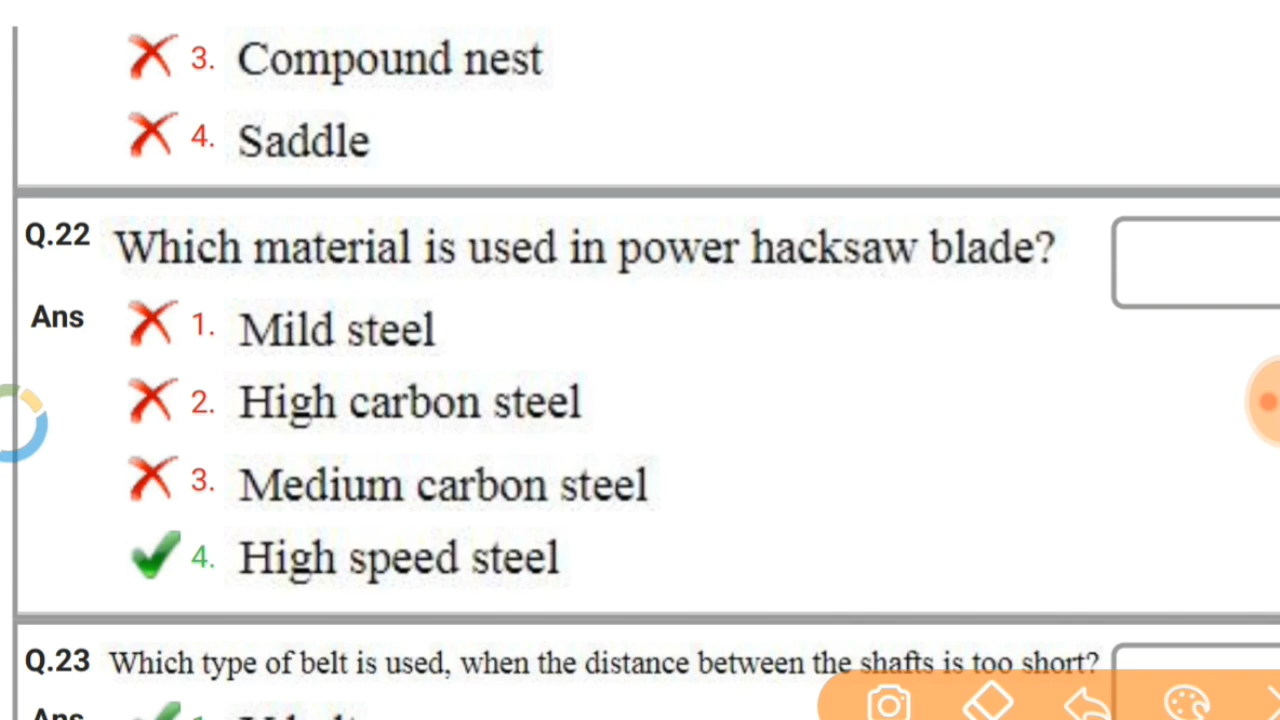 3. Compound nest
4. Saddle
Q.22 Which material is used in power hacksaw blade?
Ans 1. Mild steel
2. High carbon steel
3. Medium carbon steel
4. High speed steel
Q.23 Which type of belt is used, when the distance between the shafts is too short?
Ans